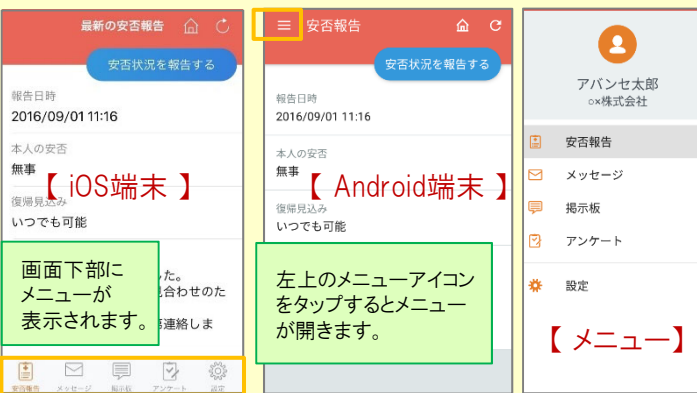 最新の安否報告
安否状況を報告する
報告日時
2016/09/01 11:16
本人の安否
無事
【 iOS端末 】
復帰見込み
いつでも可能
画面下部に
メニューが
表示されます。
した。
見合わせのた
連絡しま
安否報告
メッセージ
掲示板
アンケート
設定
安否報告
安否状況を報告する
報告日時
2016/09/01 11:16
本人の安否
無事
【 Android端末 】
復帰見込み
いつでも可能
左上のメニューアイコン
をタップするとメニュー
が開きます。
アバンセ太郎
○×株式会社
安否報告
メッセージ
掲示板
アンケート
設定
【 メニュー】